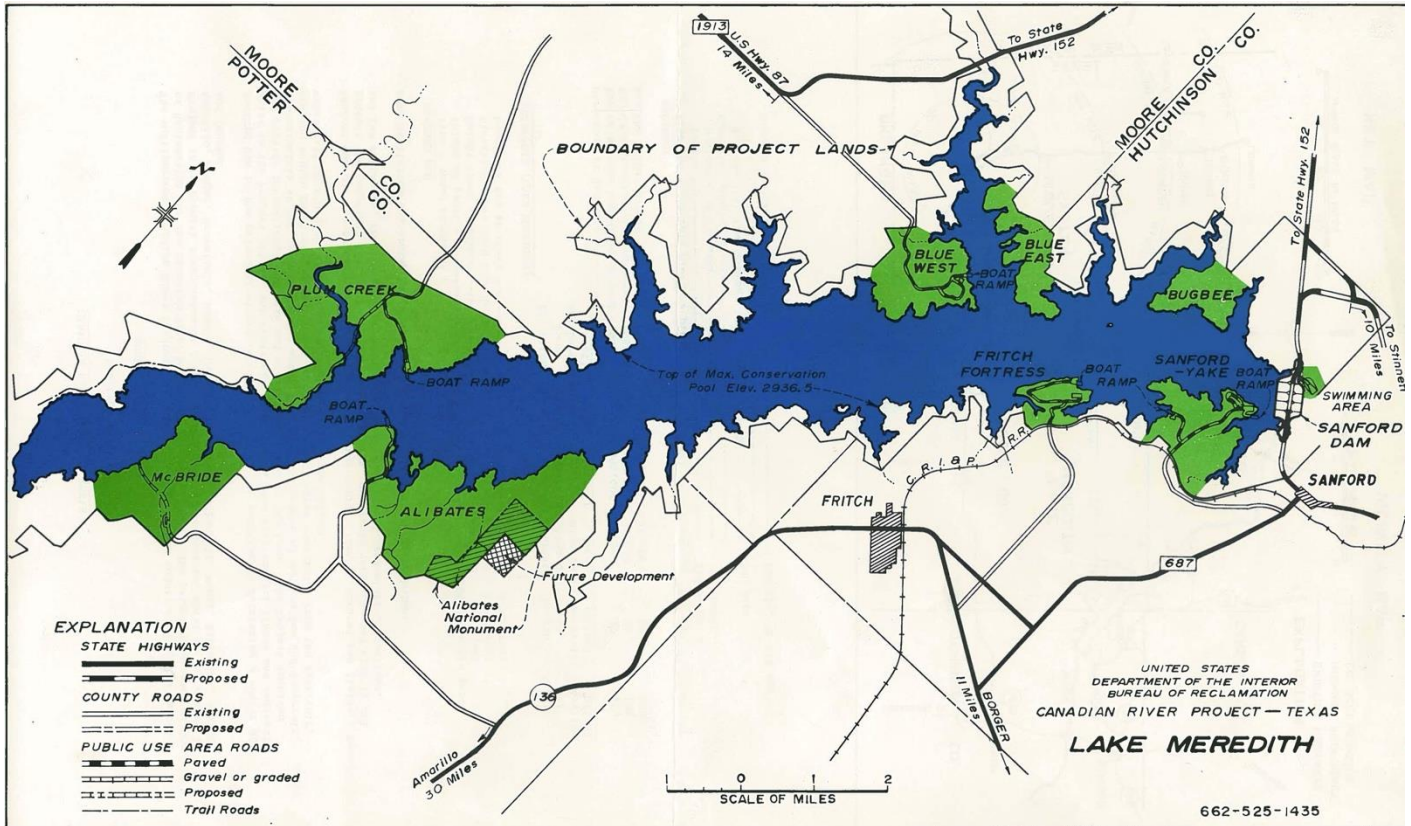 1913
U.S. Hwy. 87
14 Miles
To State
Hwy. 152
MOORE
POTTER
CO.
CO.
MOORE
HUTCHINSON
CO.
CO.
N
BOUNDARY OF PROJECT LANDS
To State Hwy. 152
To Stinnett
10 Miles
PLUM CREEK
BLUE
WEST
BLUE
EAST
BOAT
RAMP
BUGBEE
BOAT RAMP
Top of Max. Conservation
Pool Elev. 2936.5
FRITCH
FORTRESS
BOAT
RAMP
SANFORD
-YAKE
BOAT
RAMP
SWIMMING
AREA
SANFORD
DAM
SANFORD
BOAT
RAMP
McBRIDE
ALIBATES
C. R. I. & P. R.R.
FRITCH
687
Future Development
Alibates
National
Monument
136
Amarillo
30 Miles
BORGER
11 Miles
EXPLANATION
STATE HIGHWAYS
Existing
Proposed
COUNTY ROADS
Existing
Proposed
PUBLIC USE AREA ROADS
Paved
Gravel or graded
Proposed
Trail Roads
1 0 1 2
SCALE OF MILES
UNITED STATES
DEPARTMENT OF THE INTERIOR
BUREAU OF RECLAMATION
CANADIAN RIVER PROJECT — TEXAS
LAKE MEREDITH
662-525-1435